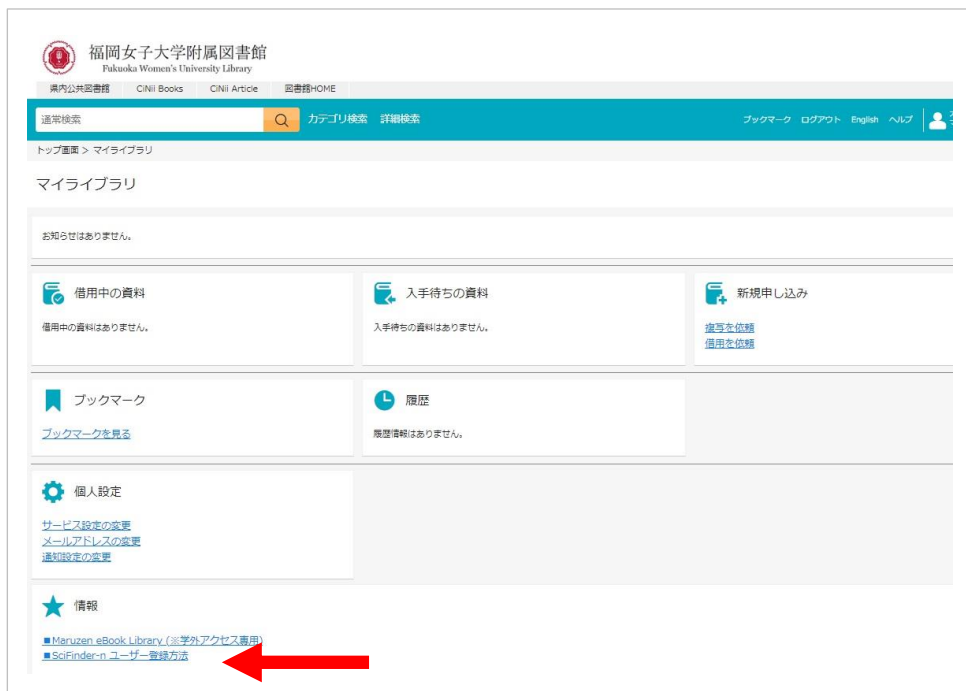 福岡女子大学附属図書館
Fukuoka Women's University Library
県内公共図書館 CiNii Books CiNii Article 図書館HOME
通常検索 カテゴリ検索 詳細検索 ブックマーク ログアウト English ヘルプ
トップ画面 > マイライブラリ
マイライブラリ
お知らせはありません。
借用中の資料 入手待ちの資料 新規申し込み
借用中の資料はありません。 入手待ちの資料はありません。 複写を依頼
借用を依頼
ブックマーク 履歴
ブックマークを見る 履歴情報はありません。
個人設定
サービス設定の変更
メールアドレスの変更
通知設定の変更
情報
■Maruzen eBook Library (※学外アクセス専用)
■SciFinder-n ユーザー登録方法